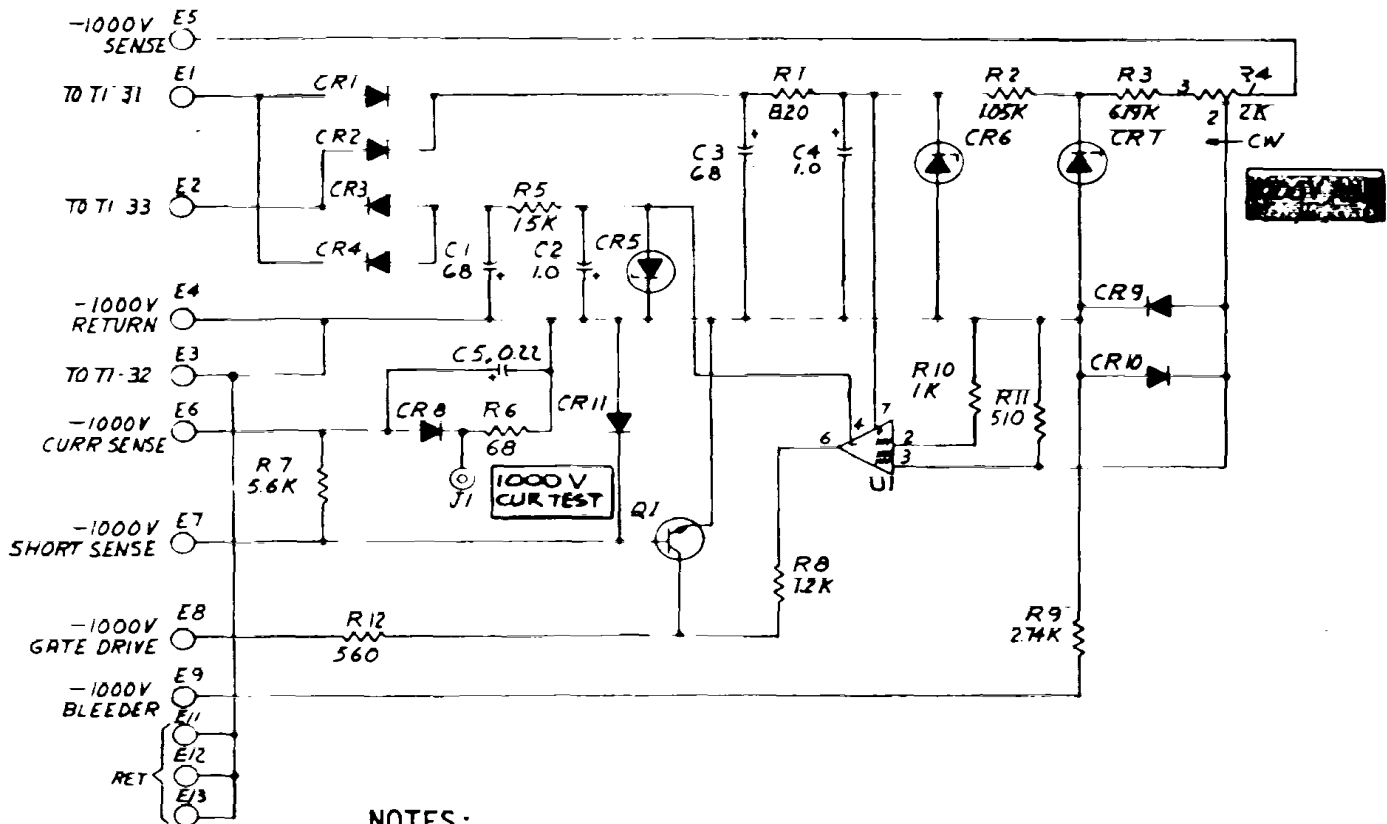 -1000V E5
SENSE
E1
TO T1-31
CR1
CR2
E2
TO T1-33
CR3
CR4
R5
15K
C1
68
+
C2
1.0
+
CR5
C3
68
+
R1
820
C4
1.0
+
CR6
R2
1.05K
R3
6.19K
CR7
3
R4
2K
2
CW
-1000V E4
RETURN
E3
TO T1-32
C5, 0.22
+
E6
-1000V
CURR SENSE
CR8
R6
68
J1
1000 V
CUR TEST
CR11
R7
5.6K
E7
-1000V
SHORT SENSE
Q1
R10
1K
R11
510
CR9
CR10
4
7
6
2
3
U1
R8
1.2K
R9
2.74K
E8
-1000V
GATE DRIVE
R12
560
E9
-1000V
BLEEDER
E11
E12
RET
E13
NOTES: